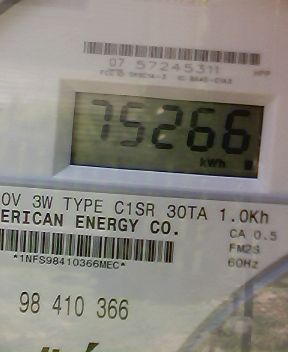 07 57245311
HPP
75266
kWh
0V 3W TYPE C1SR 30TA 1.0Kh
ERICAN ENERGY CO.
CA 0.5
FM2S
60Hz
*1NFS98410366MEC*
98 410 366